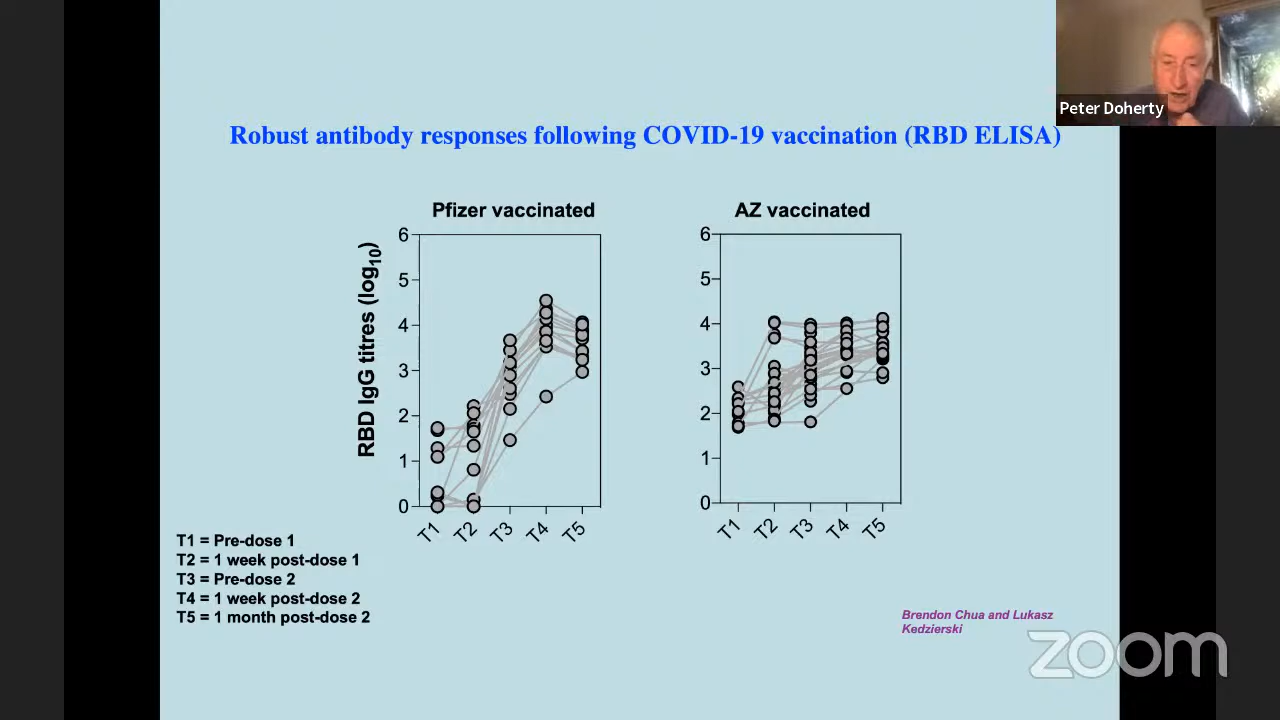 Peter Doherty
Robust antibody responses following COVID-19 vaccination (RBD ELISA)
Pfizer vaccinated
AZ vaccinated
RBD IgG titres (log10)
6
5
4
3
2
1
0
T1
T2
T3
T4
T5
6
5
4
3
2
1
0
T1
T2
T3
T4
T5
T1 = Pre-dose 1
T2 = 1 week post-dose 1
T3 = Pre-dose 2
T4 = 1 week post-dose 2
T5 = 1 month post-dose 2
Brendon Chua and Lukasz
Kedzierski
zoom